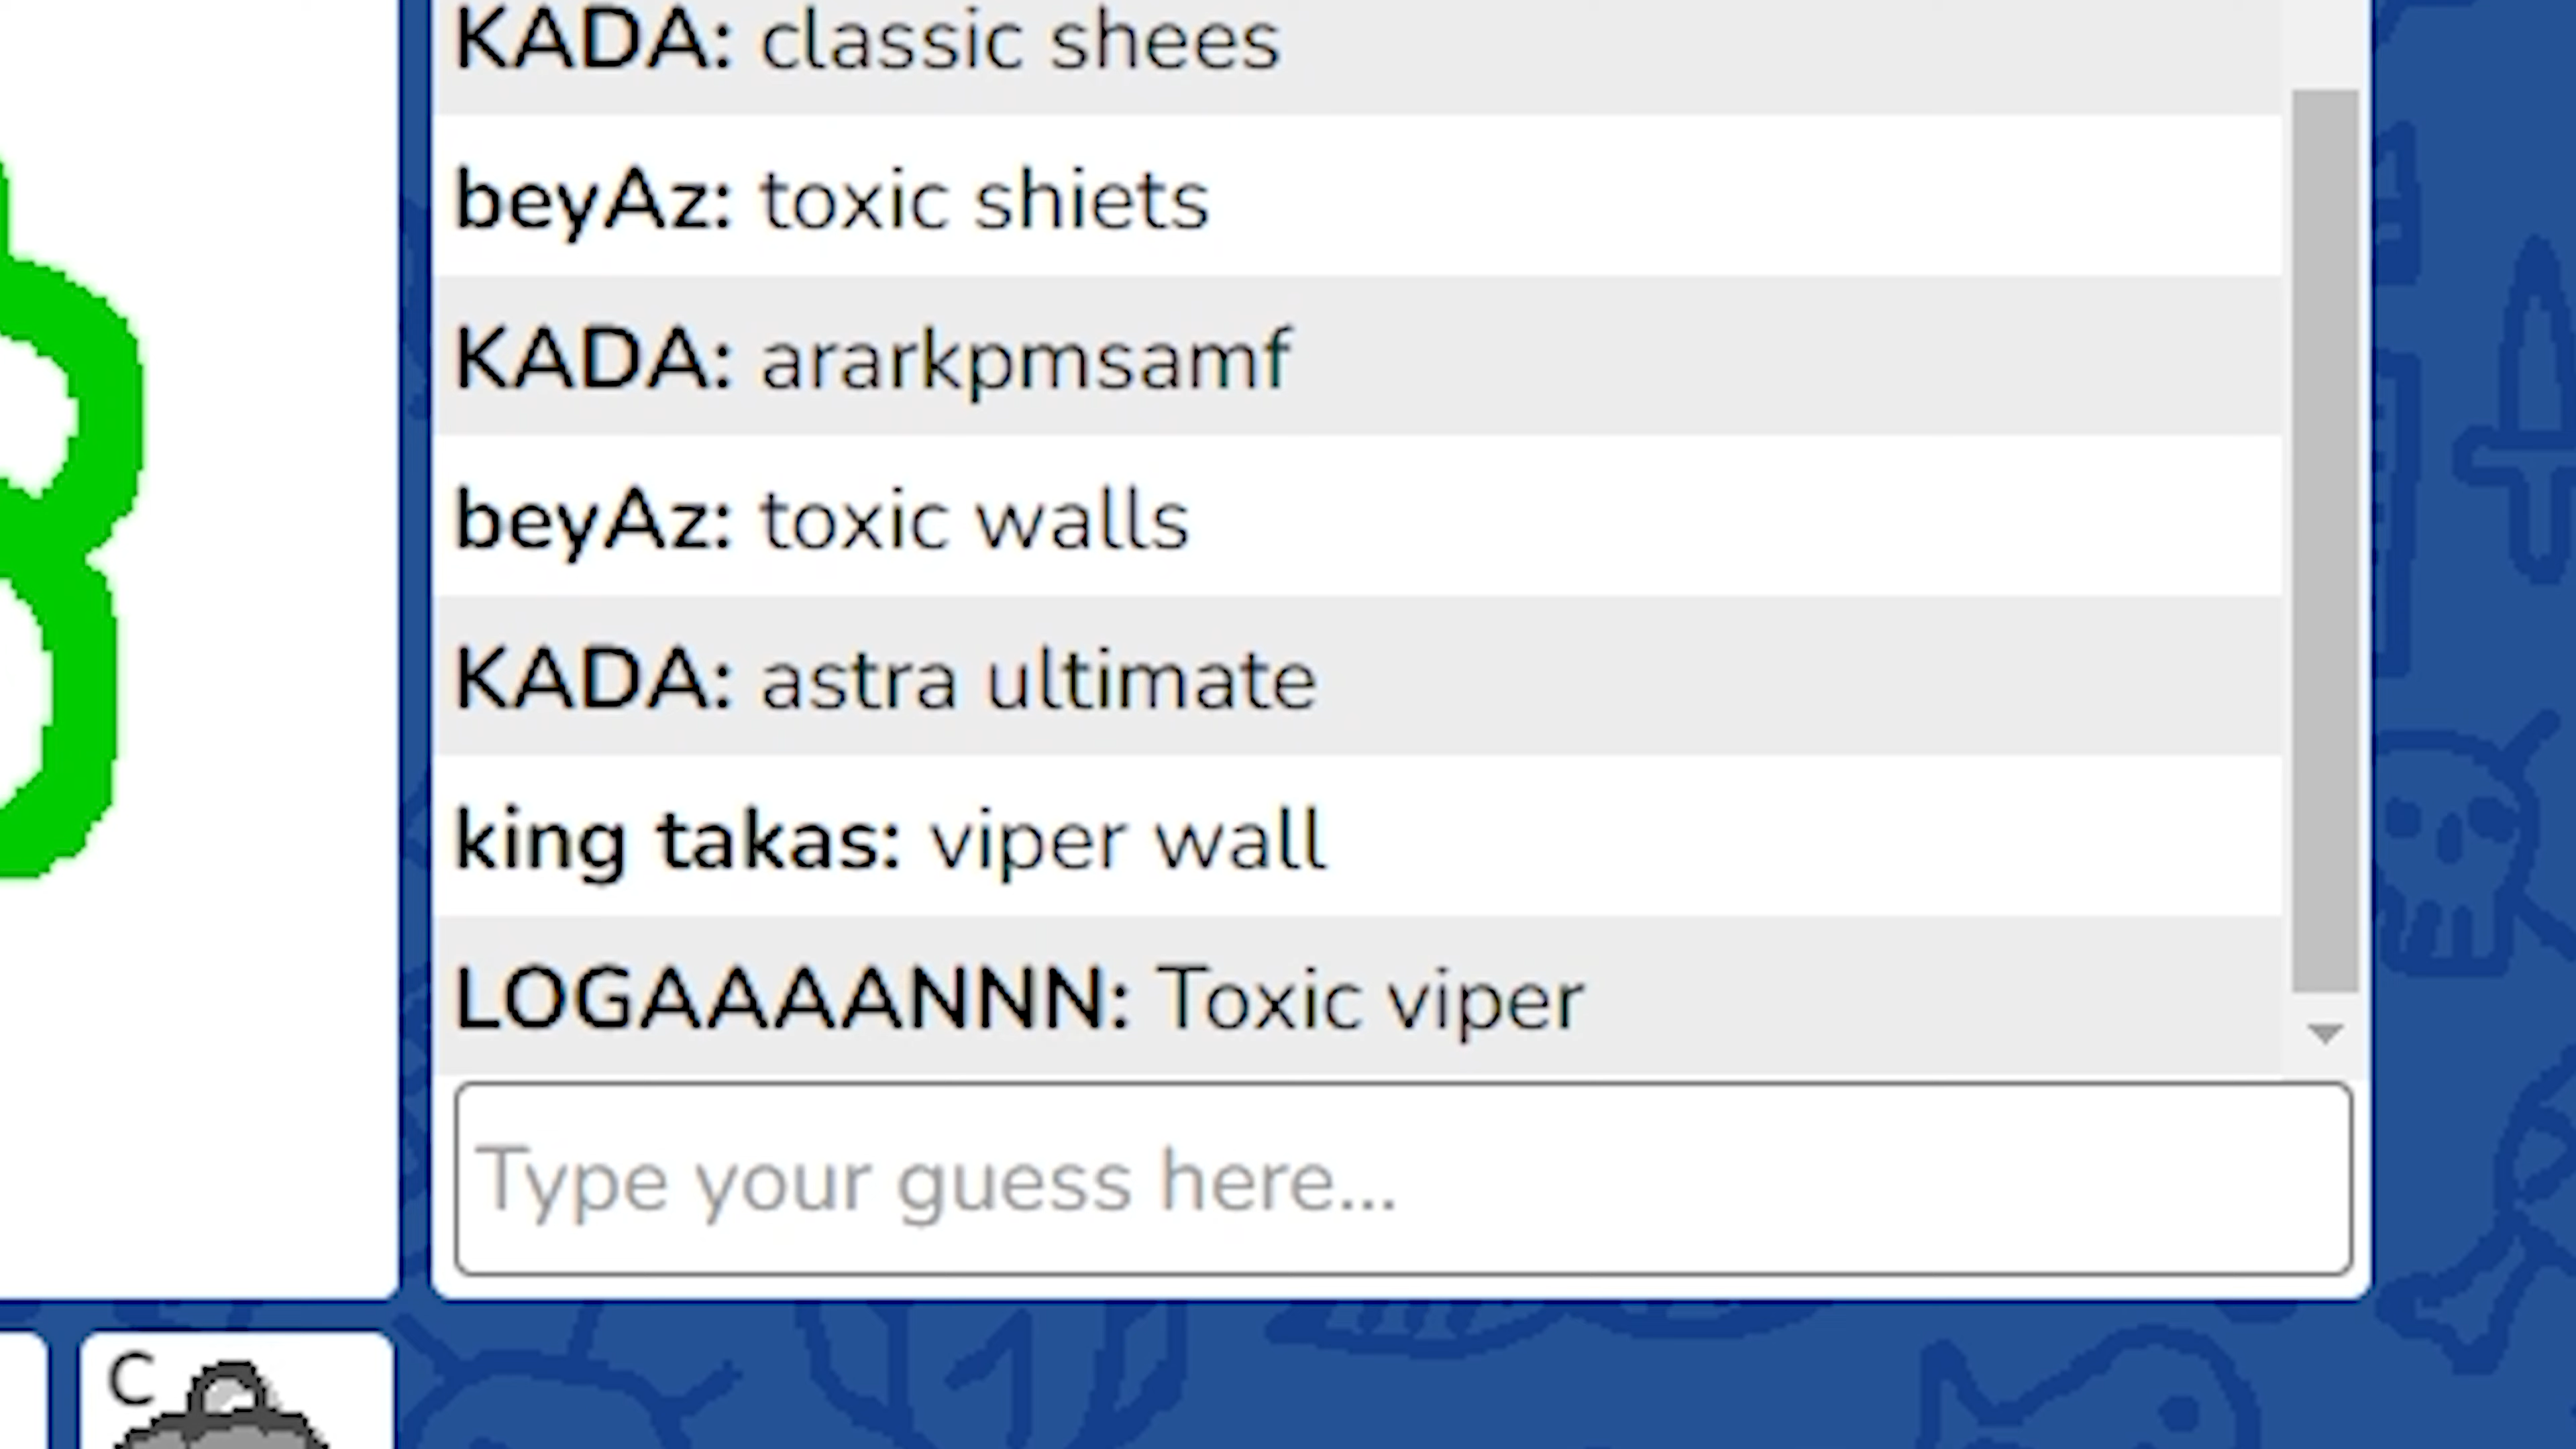 KADA: classic shees
beyAz: toxic shiets
KADA: ararkpmsamf
beyAz: toxic walls
KADA: astra ultimate
king takas: viper wall
LOGAAAANNN: Toxic viper
Type your guess here...
C
1